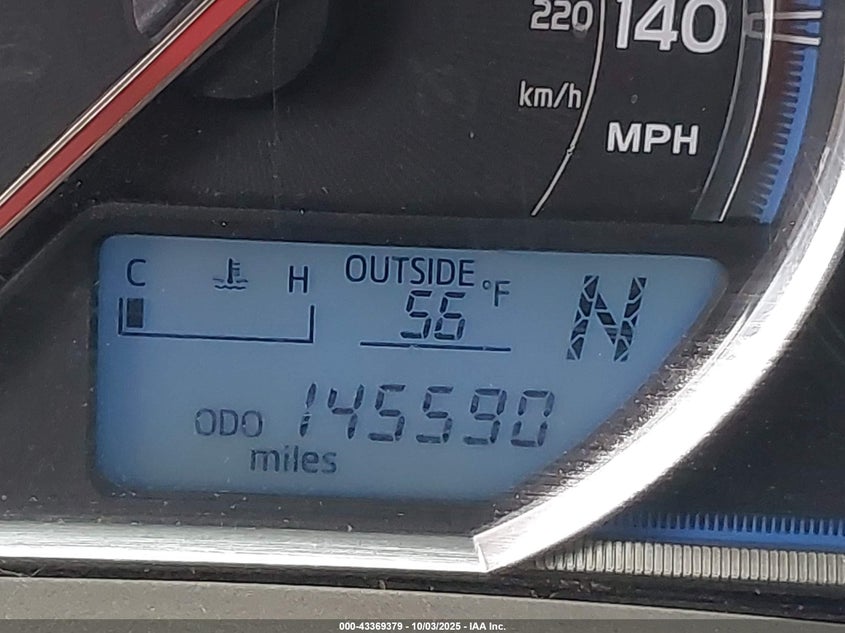 220 140
km/h
MPH
C H OUTSIDE
56 °F N
ODO 145590
miles
000-43369379 - 10/03/2025 - IAA Inc.